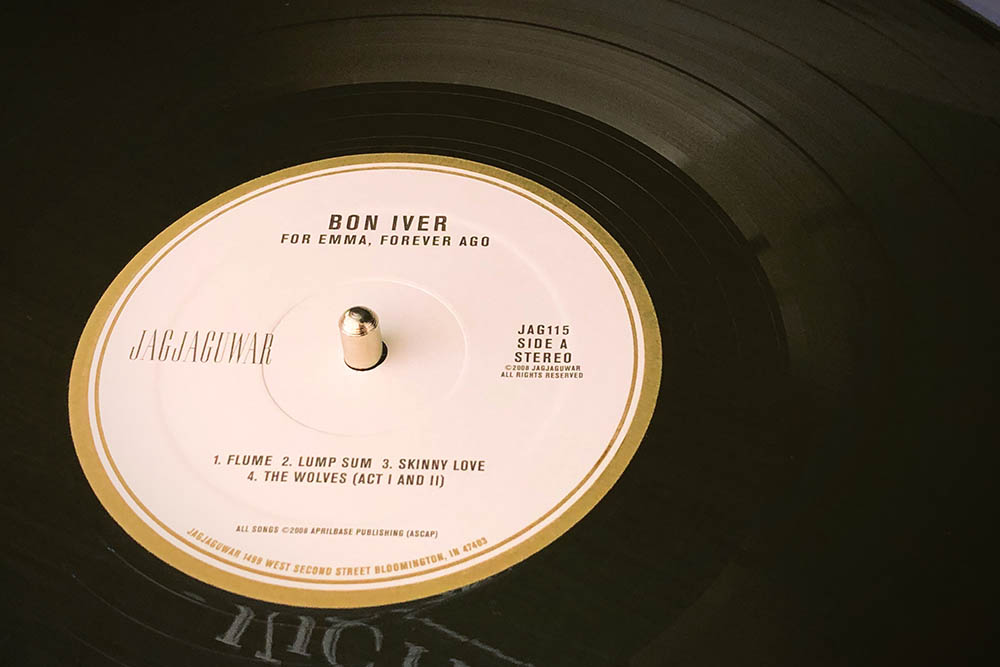 BON IVER
FOR EMMA, FOREVER AGO
JAGJAGUWAR
JAG115
SIDE A
STEREO
©2008 JAGJAGUWAR
ALL RIGHTS RESERVED
1. FLUME 2. LUMP SUM 3. SKINNY LOVE
4. THE WOLVES (ACT I AND II)
ALL SONGS ©2008 APRILBASE PUBLISHING (ASCAP)
JAGJAGUWAR 1499 WEST SECOND STREET BLOOMINGTON, IN 47403